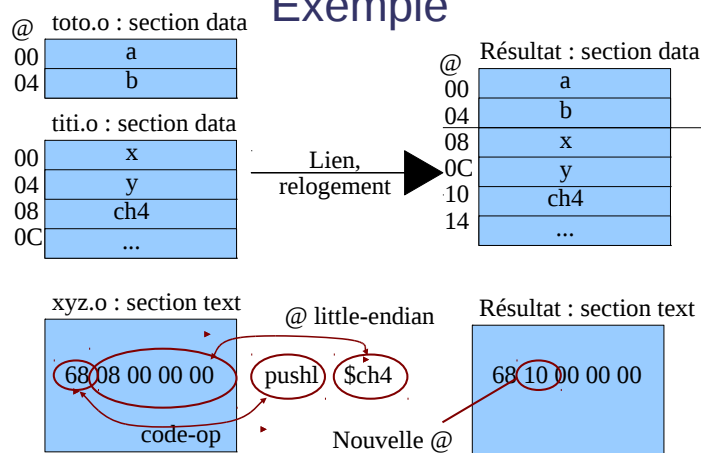 Exemple
toto.o : section data
@
00 a
04 b
titi.o : section data
00 x
04 y
08 ch4
0C ...
Lien,
relogement
Résultat : section data
@
00 a
04 b
08 x
0C y
10 ch4
14 ...
xyz.o : section text
68 08 00 00 00
code-op
@ little-endian
pushl $ch4
Nouvelle @
Résultat : section text
68 10 00 00 00